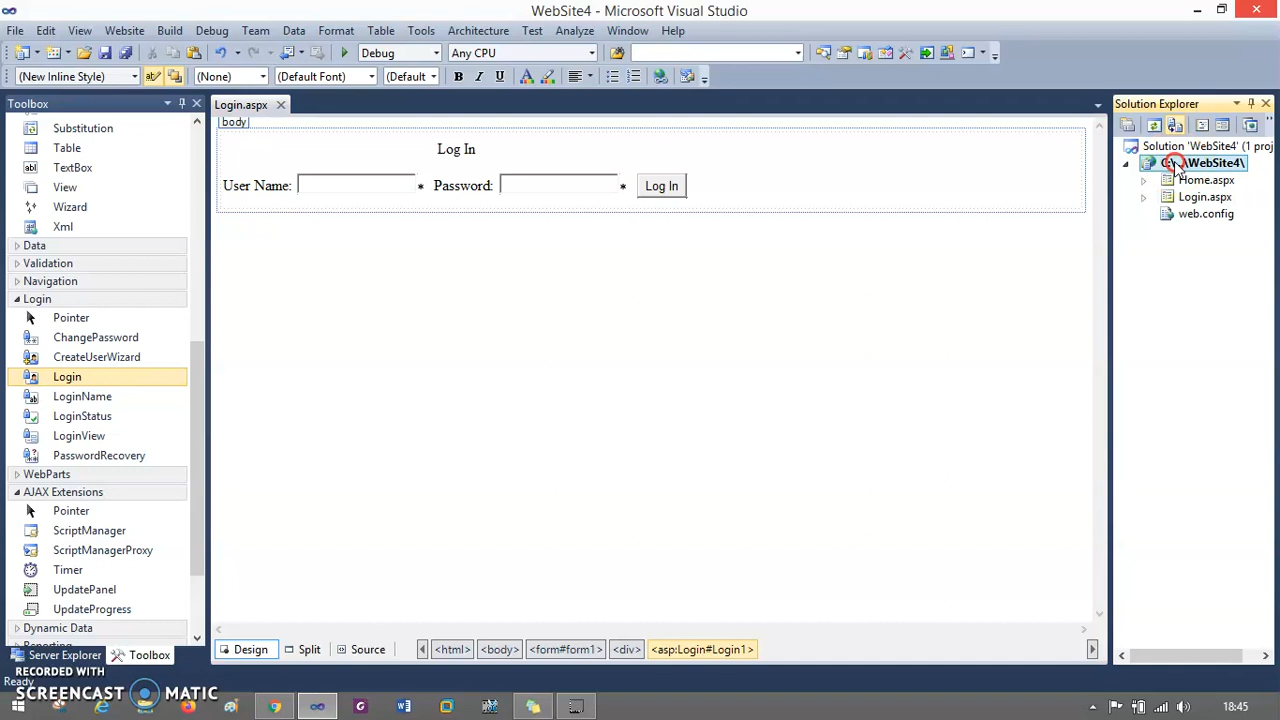 WebSite4 - Microsoft Visual Studio
File Edit View Website Build Debug Team Data Format Table Tools Architecture Test Analyze Window Help
Debug Any CPU
(New Inline Style) (None) (Default Font) (Default B I U A
Toolbox
Login.aspx
Solution Explorer
body
Substitution
Table
TextBox
View
Wizard
Xml
Data
Validation
Navigation
Login
Pointer
ChangePassword
CreateUserWizard
Login
LoginName
LoginStatus
LoginView
PasswordRecovery
WebParts
AJAX Extensions
Pointer
ScriptManager
ScriptManagerProxy
Timer
UpdatePanel
UpdateProgress
Dynamic Data
Server Explorer Toolbox
Log In
User Name: * Password: * Log In
Solution 'WebSite4' (1 proj
WebSite4\
Home.aspx
Login.aspx
web.config
Design Split Source <html> <body> <form#form1> <div> <asp:Login#Login1>
Ready
RECORDED WITH
SCREENCAST MATIC
18:45